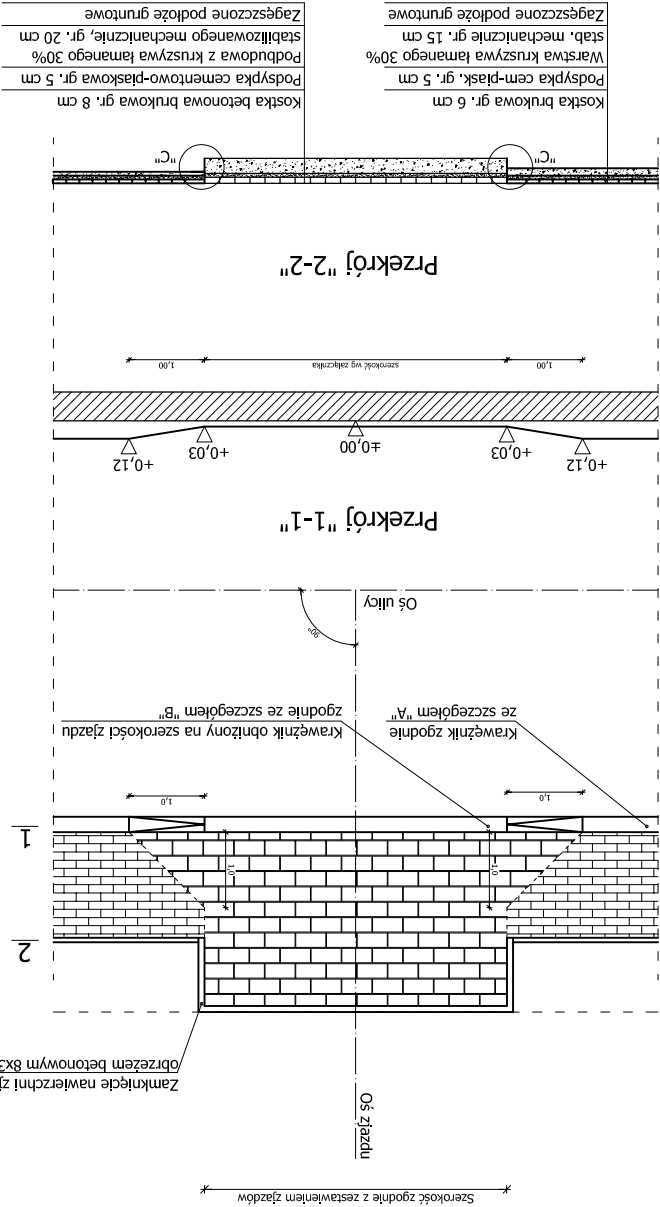 Szerokość zgodnie z zestawieniem zjazdów
Oś zjazdu
Zamknięcie nawierzchni zj
obrzeżem betonowym 8x3
2
1
1,0
1,0
1,0
1,0
Krawężnik zgodnie
ze szczegółem "A"
Krawężnik obniżony na szerokości zjazdu
zgodnie ze szczegółem "B"
90°
Oś ulicy
Przekrój "1-1"
+0,12
+0,03
±0,00
+0,03
+0,12
1,00
szerokość wg załącznika
1,00
Przekrój "2-2"
"C"
"C"
Kostka brukowa gr. 6 cm
Podsypka cem-piask. gr. 5 cm
Warstwa kruszywa łamanego 30%
stab. mechanicznie gr. 15 cm
Zagęszczone podłoże gruntowe
Kostka betonowa brukowa gr. 8 cm
Podsypka cementowo-piaskowa gr. 5 cm
Podbudowa z kruszywa łamanego 30%
stabilizowanego mechanicznie, gr. 20 cm
Zagęszczone podłoże gruntowe